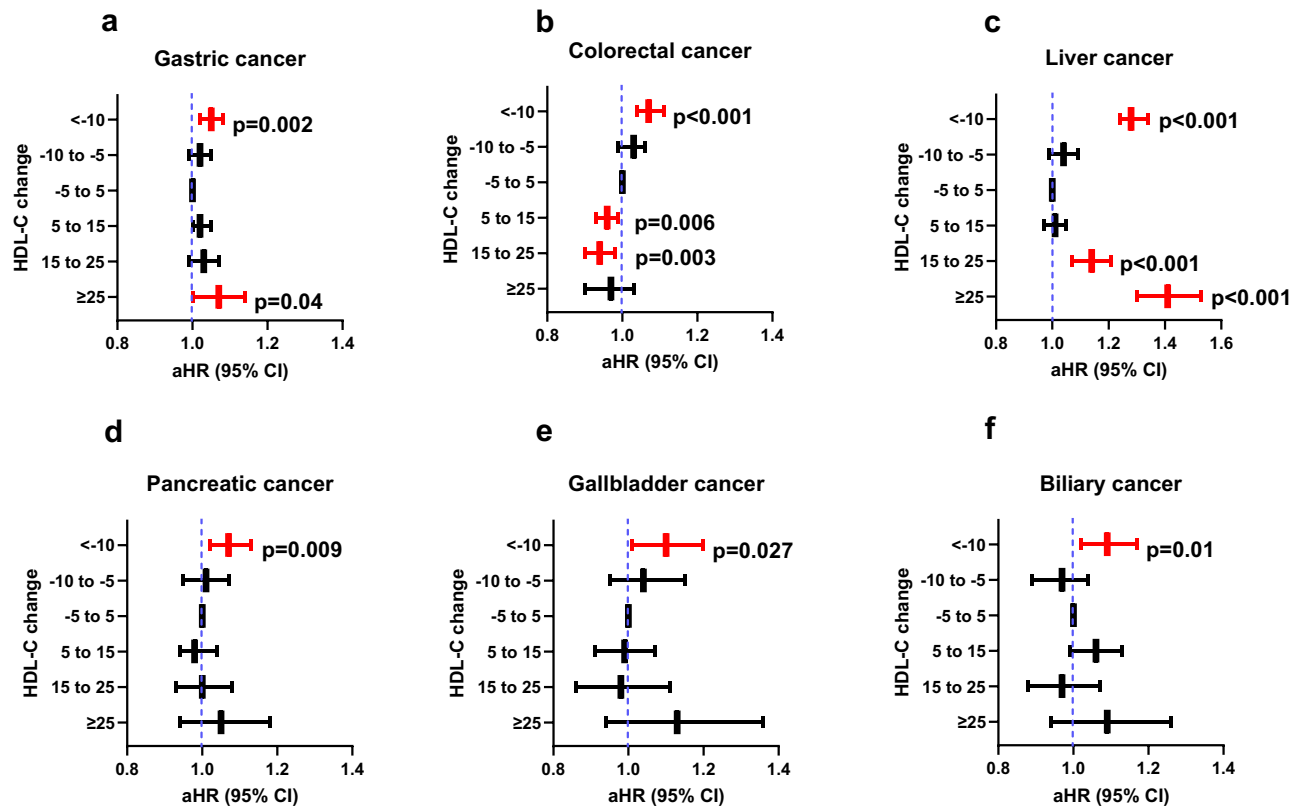 a
Gastric cancer
HDL-C change
<-10
p=0.002
-10 to -5
-5 to 5
5 to 15
15 to 25
≥25
p=0.04
0.8 1.0 1.2 1.4
aHR (95% CI)
b
Colorectal cancer
HDL-C change
<-10
p<0.001
-10 to -5
-5 to 5
5 to 15
p=0.006
15 to 25
p=0.003
≥25
0.8 1.0 1.2 1.4
aHR (95% CI)
c
Liver cancer
HDL-C change
<-10
p<0.001
-10 to -5
-5 to 5
5 to 15
15 to 25
p<0.001
≥25
p<0.001
0.8 1.0 1.2 1.4 1.6
aHR (95% CI)
d
Pancreatic cancer
HDL-C change
<-10
p=0.009
-10 to -5
-5 to 5
5 to 15
15 to 25
≥25
0.8 1.0 1.2 1.4
aHR (95% CI)
e
Gallbladder cancer
HDL-C change
<-10
p=0.027
-10 to -5
-5 to 5
5 to 15
15 to 25
≥25
0.8 1.0 1.2 1.4
aHR (95% CI)
f
Biliary cancer
HDL-C change
<-10
p=0.01
-10 to -5
-5 to 5
5 to 15
15 to 25
≥25
0.8 1.0 1.2 1.4
aHR (95% CI)